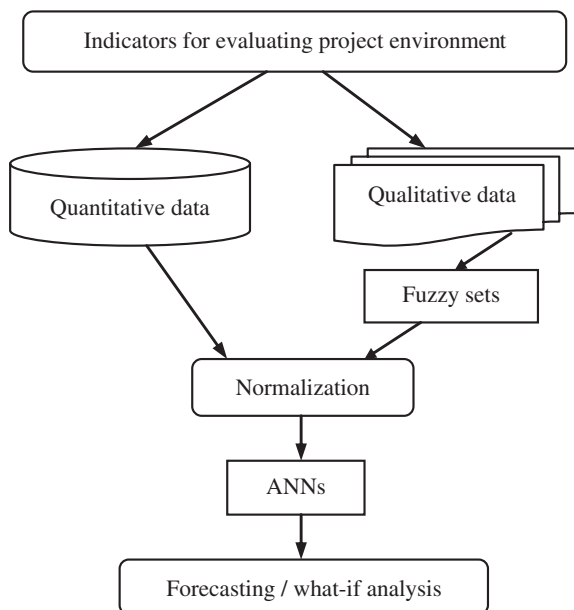 Indicators for evaluating project environment
Quantitative data
Qualitative data
Fuzzy sets
Normalization
ANNs
Forecasting / what-if analysis